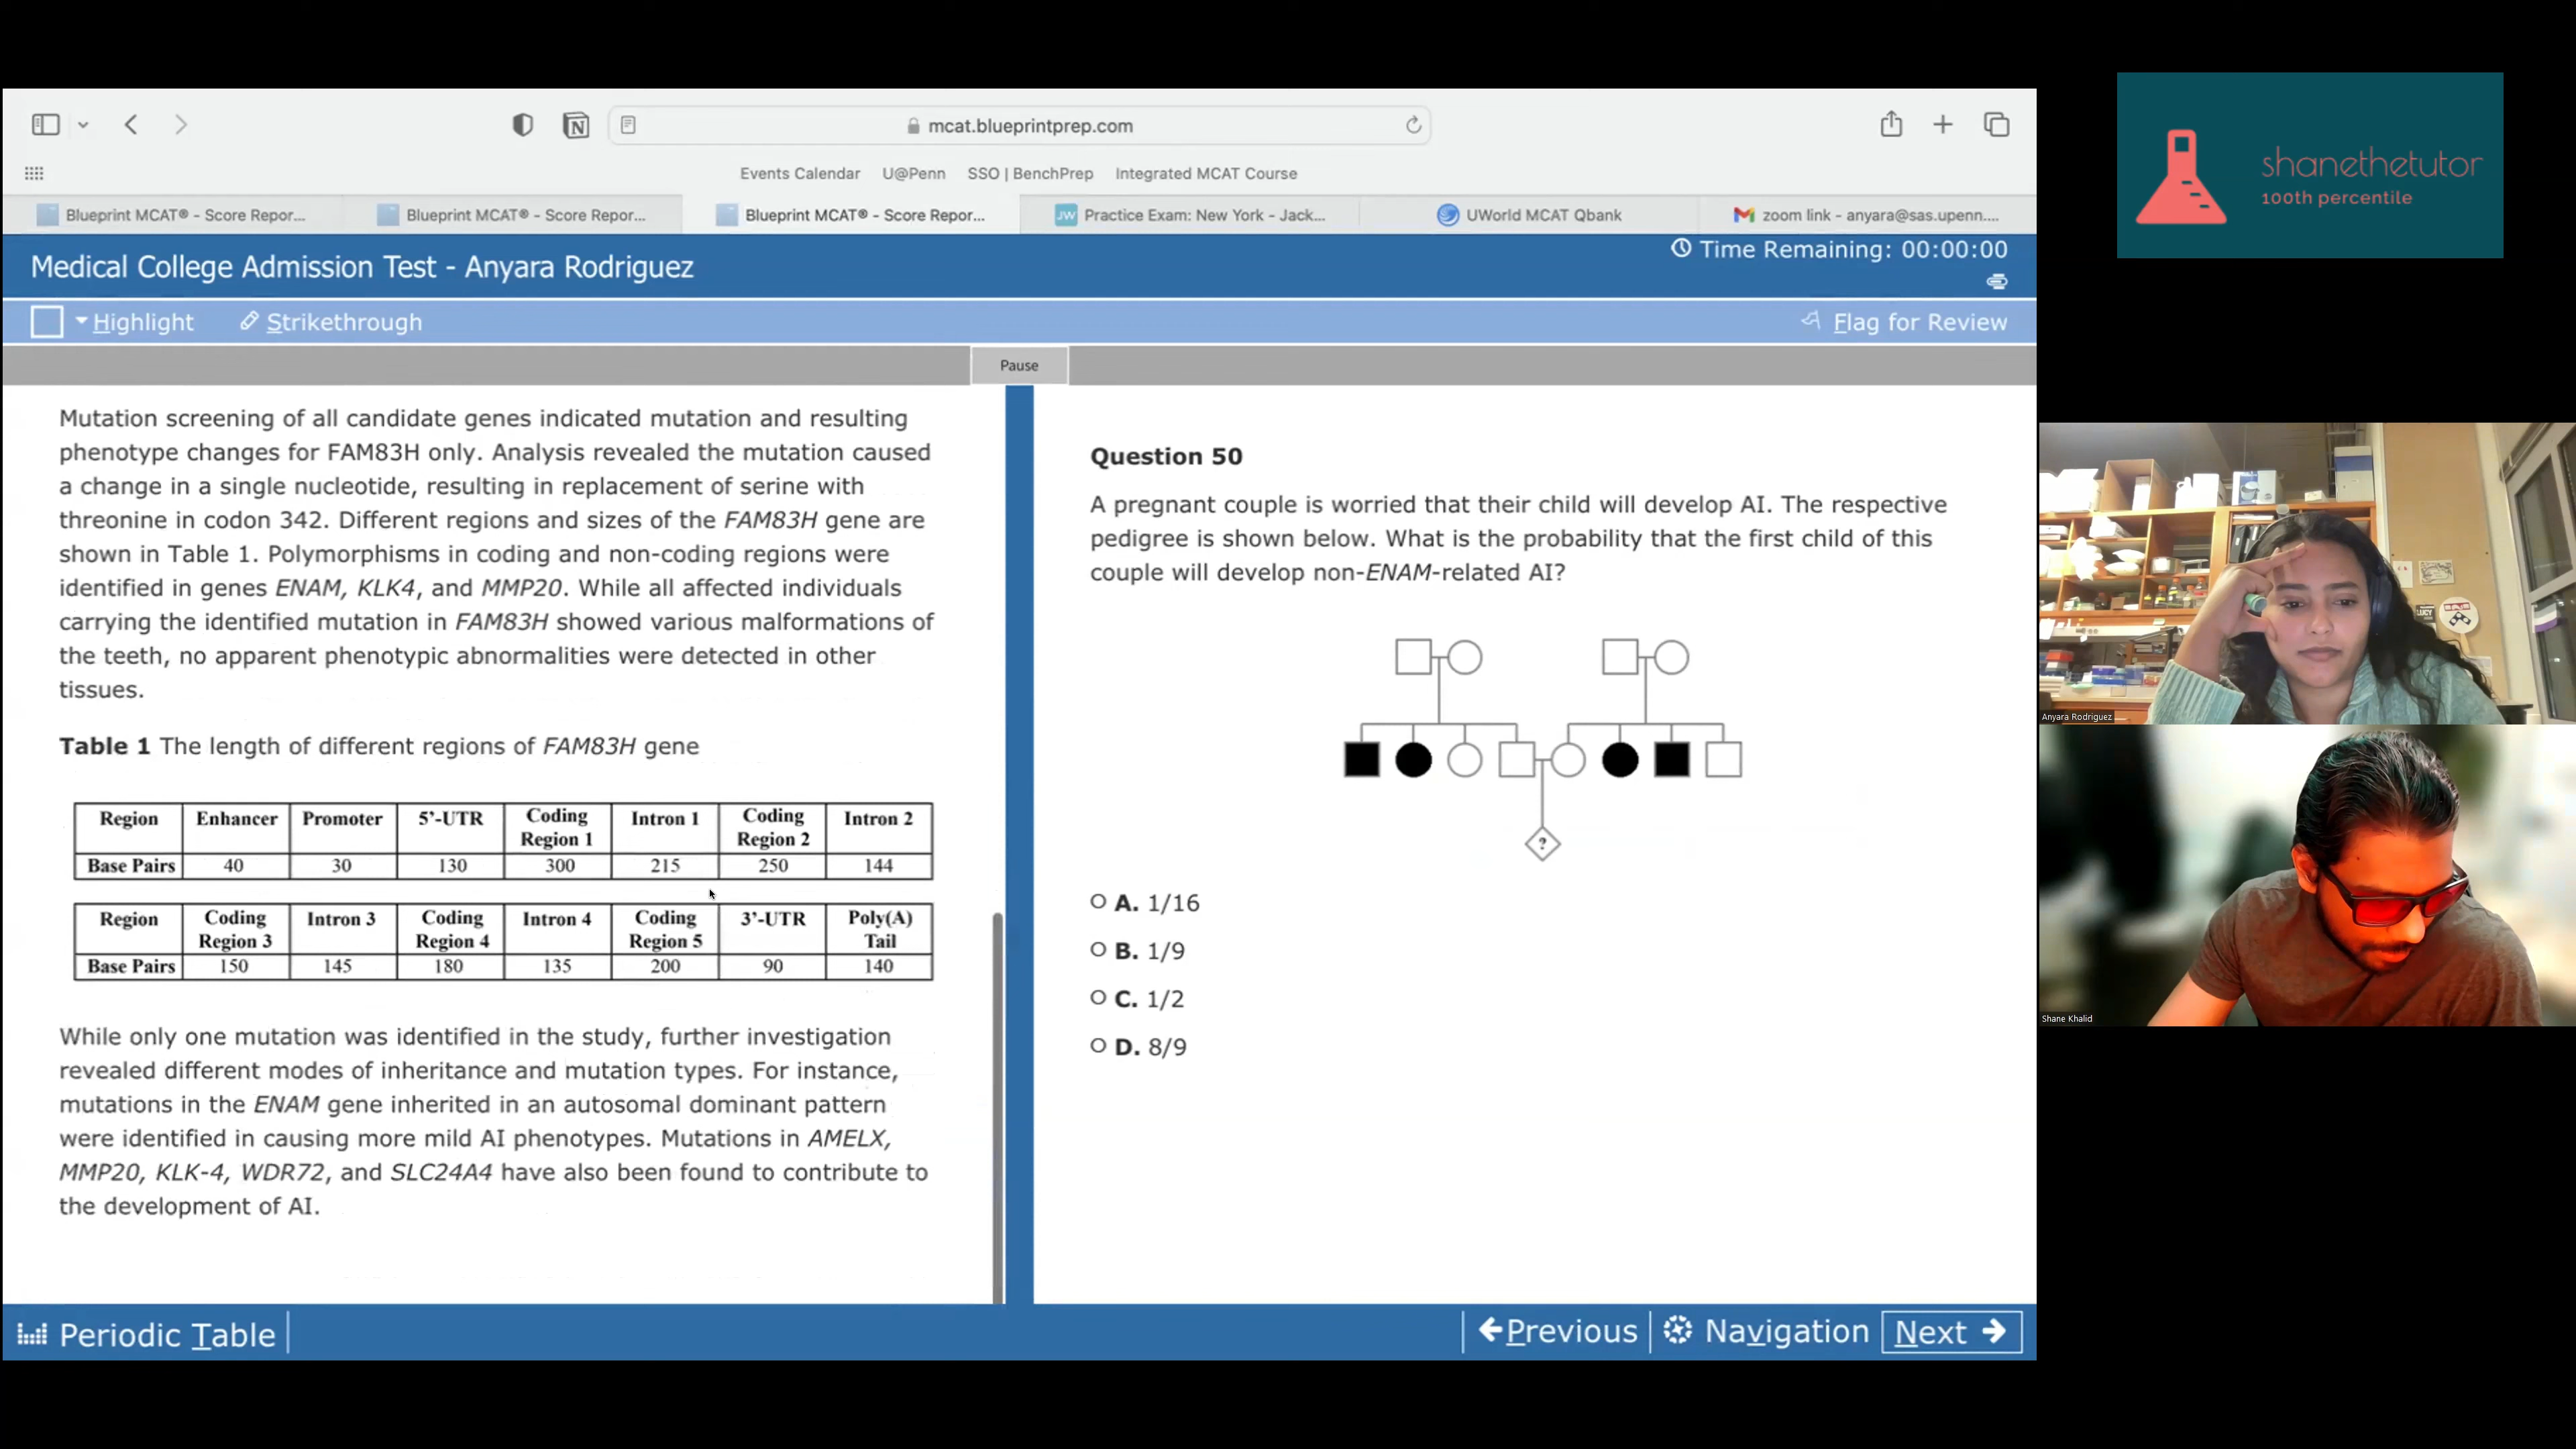 mcat.blueprintprep.com
Events Calendar U@Penn SSO | BenchPrep Integrated MCAT Course
Blueprint MCAT® - Score Repor... Blueprint MCAT® - Score Repor... Blueprint MCAT® - Score Repor... JW Practice Exam: New York - Jack... UWorld MCAT Qbank zoom link - anyara@sas.upenn....
Medical College Admission Test - Anyara Rodriguez
Time Remaining: 00:00:00
Highlight Strikethrough
Flag for Review
Pause
Mutation screening of all candidate genes indicated mutation and resulting
phenotype changes for FAM83H only. Analysis revealed the mutation caused
a change in a single nucleotide, resulting in replacement of serine with
threonine in codon 342. Different regions and sizes of the FAM83H gene are
shown in Table 1. Polymorphisms in coding and non-coding regions were
identified in genes ENAM, KLK4, and MMP20. While all affected individuals
carrying the identified mutation in FAM83H showed various malformations of
the teeth, no apparent phenotypic abnormalities were detected in other
tissues.
Table 1 The length of different regions of FAM83H gene
Region Enhancer Promoter 5'-UTR Coding Region 1 Intron 1 Coding Region 2 Intron 2
Base Pairs 40 30 130 300 215 250 144
Region Coding Region 3 Intron 3 Coding Region 4 Intron 4 Coding Region 5 3'-UTR Poly(A) Tail
Base Pairs 150 145 180 135 200 90 140
While only one mutation was identified in the study, further investigation
revealed different modes of inheritance and mutation types. For instance,
mutations in the ENAM gene inherited in an autosomal dominant pattern
were identified in causing more mild AI phenotypes. Mutations in AMELX,
MMP20, KLK-4, WDR72, and SLC24A4 have also been found to contribute to
the development of AI.
Question 50
A pregnant couple is worried that their child will develop AI. The respective
pedigree is shown below. What is the probability that the first child of this
couple will develop non-ENAM-related AI?
?
A. 1/16
B. 1/9
C. 1/2
D. 8/9
Periodic Table
Previous Navigation Next
shanethetutor
100th percentile
Anyara Rodriguez
Shane Khalid